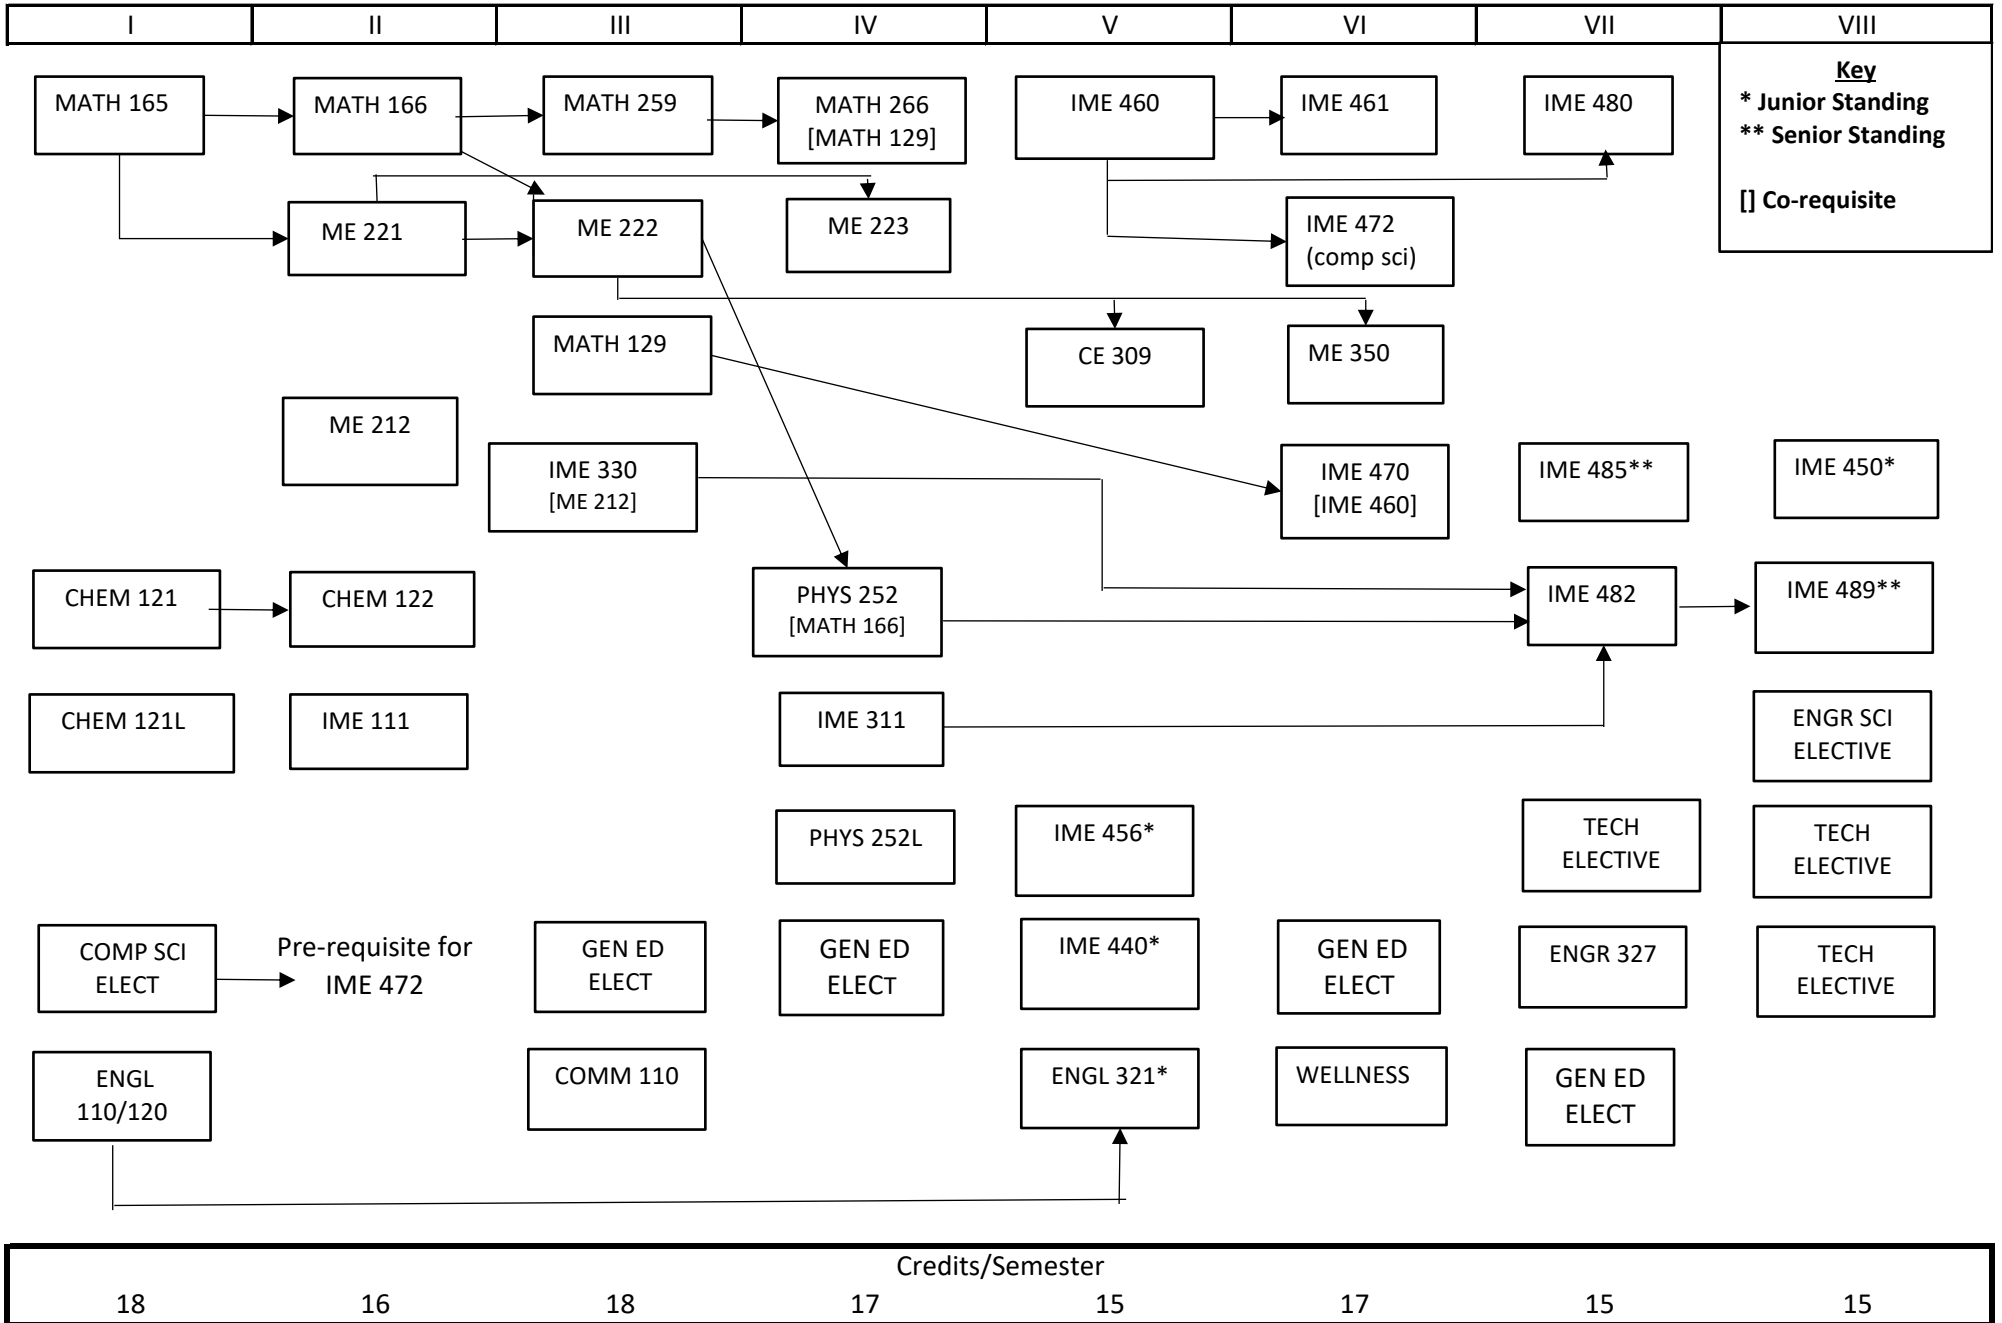 I II III IV V VI VII VIII
Key
* Junior Standing
** Senior Standing
[] Co-requisite
MATH 165
MATH 166
MATH 259
MATH 266
[MATH 129]
IME 460
IME 461
IME 480
ME 221
ME 222
ME 223
IME 472
(comp sci)
MATH 129
CE 309
ME 350
ME 212
IME 330
[ME 212]
IME 470
[IME 460]
IME 485**
IME 450*
CHEM 121
CHEM 122
PHYS 252
[MATH 166]
IME 482
IME 489**
CHEM 121L
IME 111
IME 311
ENGR SCI
ELECTIVE
PHYS 252L
IME 456*
TECH
ELECTIVE
TECH
ELECTIVE
COMP SCI
ELECT
Pre-requisite for
IME 472
GEN ED
ELECT
GEN ED
ELECT
IME 440*
GEN ED
ELECT
ENGR 327
TECH
ELECTIVE
ENGL
110/120
COMM 110
ENGL 321*
WELLNESS
GEN ED
ELECT
Credits/Semester
18 16 18 17 15 17 15 15